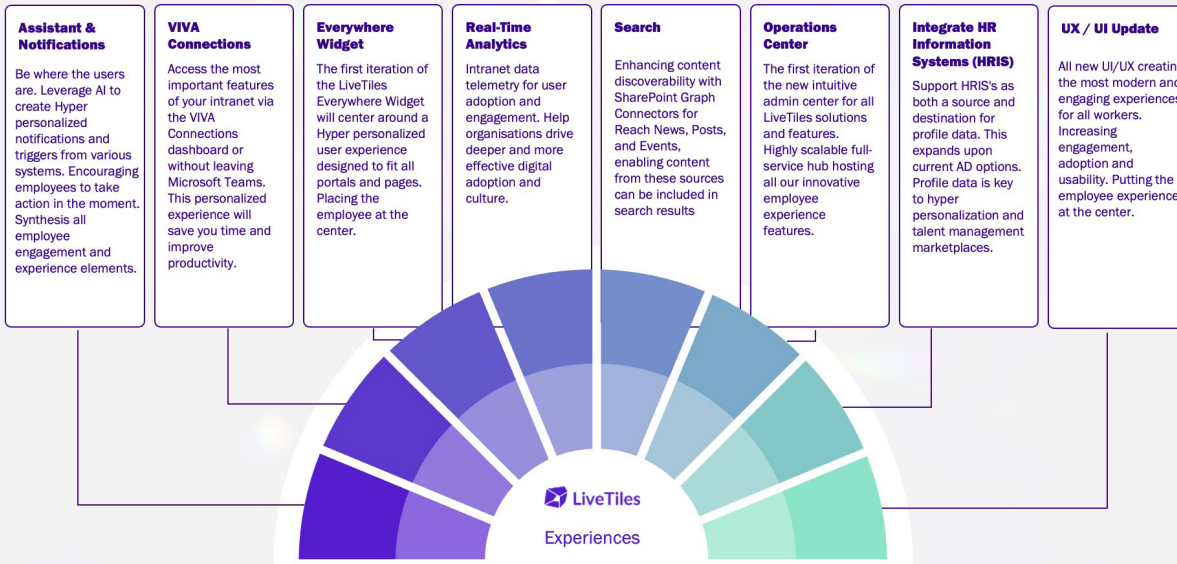 Assistant &
Notifications
Be where the users
are. Leverage AI to
create Hyper
personalized
notifications and
triggers from various
systems. Encouraging
employees to take
action in the moment.
Synthesis all
employee
engagement and
experience elements.
VIVA
Connections
Access the most
important features
of your intranet via
the VIVA
Connections
dashboard or
without leaving
Microsoft Teams.
This personalized
experience will
save you time and
improve
productivity.
Everywhere
Widget
The first iteration of
the LiveTiles
Everywhere Widget
will center around a
Hyper personalized
user experience
designed to fit all
portals and pages.
Placing the
employee at the
center.
Real-Time
Analytics
Intranet data
telemetry for user
adoption and
engagement. Help
organisations drive
deeper and more
effective digital
adoption and
culture.
Search
Enhancing content
discoverability with
SharePoint Graph
Connectors for
Reach News, Posts,
and Events,
enabling content
from these sources
can be included in
search results
Operations
Center
The first iteration of
the new intuitive
admin center for all
LiveTiles solutions
and features.
Highly scalable full-
service hub hosting
all our innovative
employee
experience
features.
Integrate HR
Information
Systems (HRIS)
Support HRIS's as
both a source and
destination for
profile data. This
expands upon
current AD options.
Profile data is key
to hyper
personalization and
talent management
marketplaces.
UX / UI Update
All new UI/UX creatin
the most modern and
engaging experiences
for all workers.
Increasing
engagement,
adoption and
usability. Putting the
employee experience
at the center.
LiveTiles
Experiences